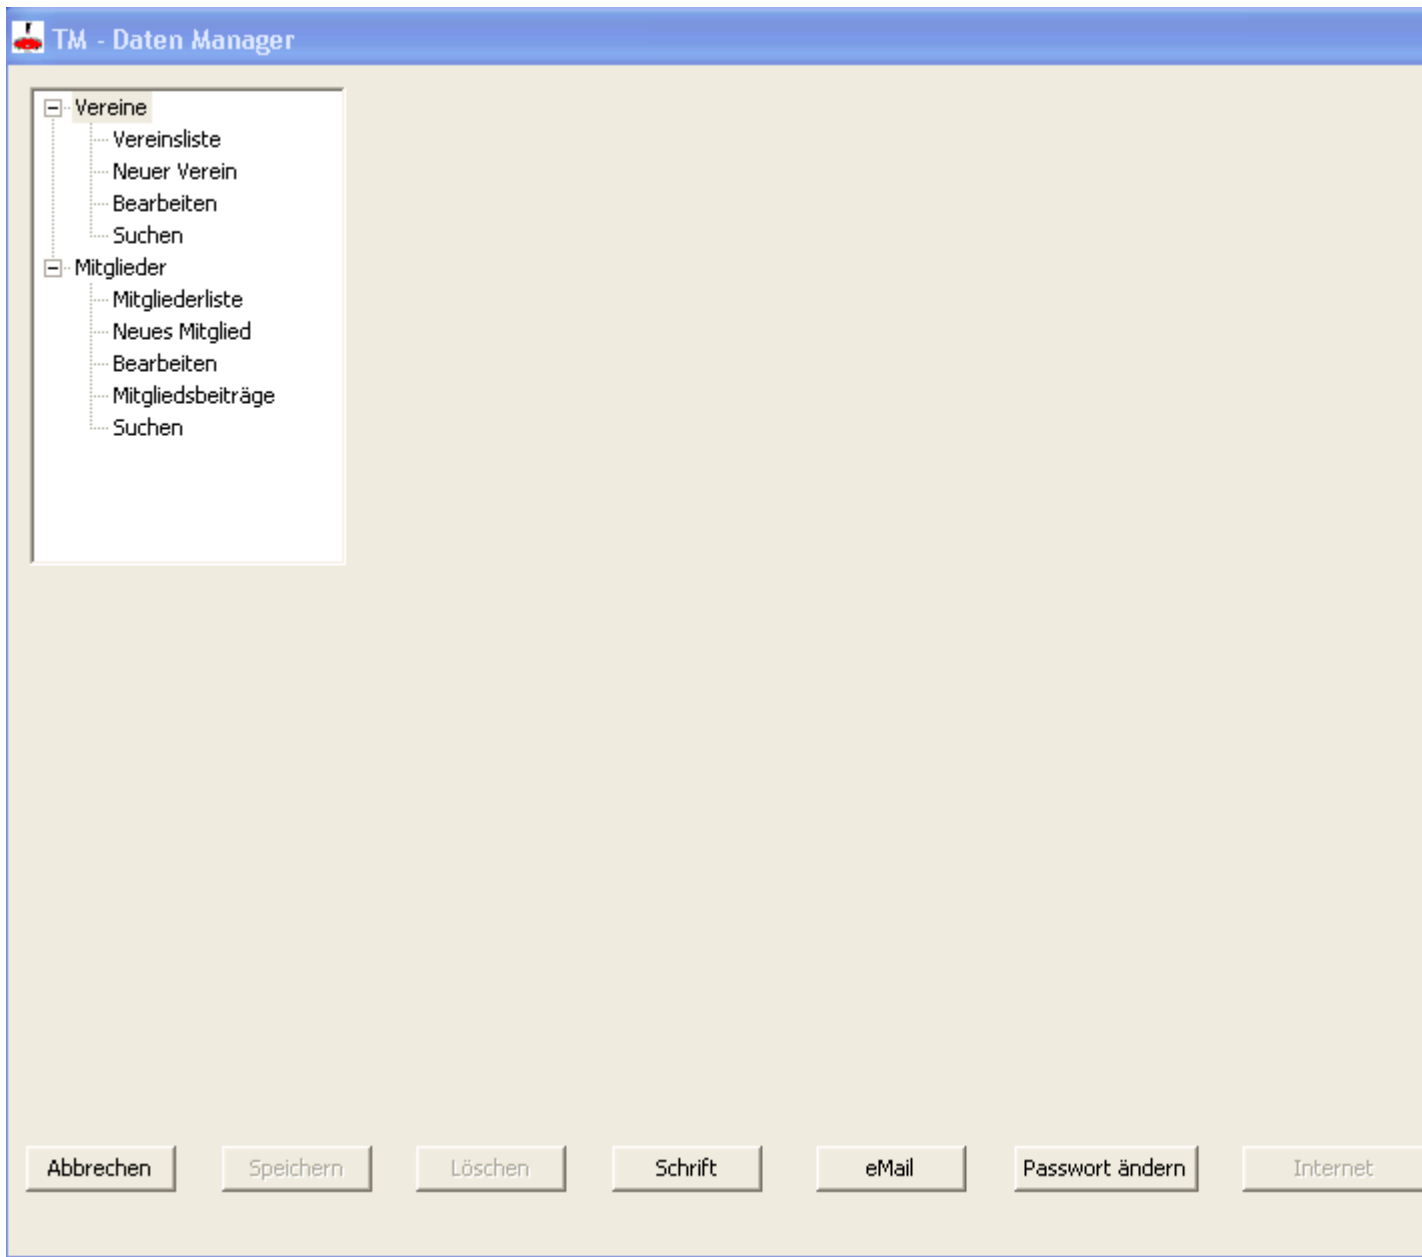 TM - Daten Manager
Vereine
Vereinsliste
Neuer Verein
Bearbeiten
Suchen
Mitglieder
Mitgliederliste
Neues Mitglied
Bearbeiten
Mitgliedsbeiträge
Suchen
Abbrechen Speichern Löschen Schrift eMail Passwort ändern Internet